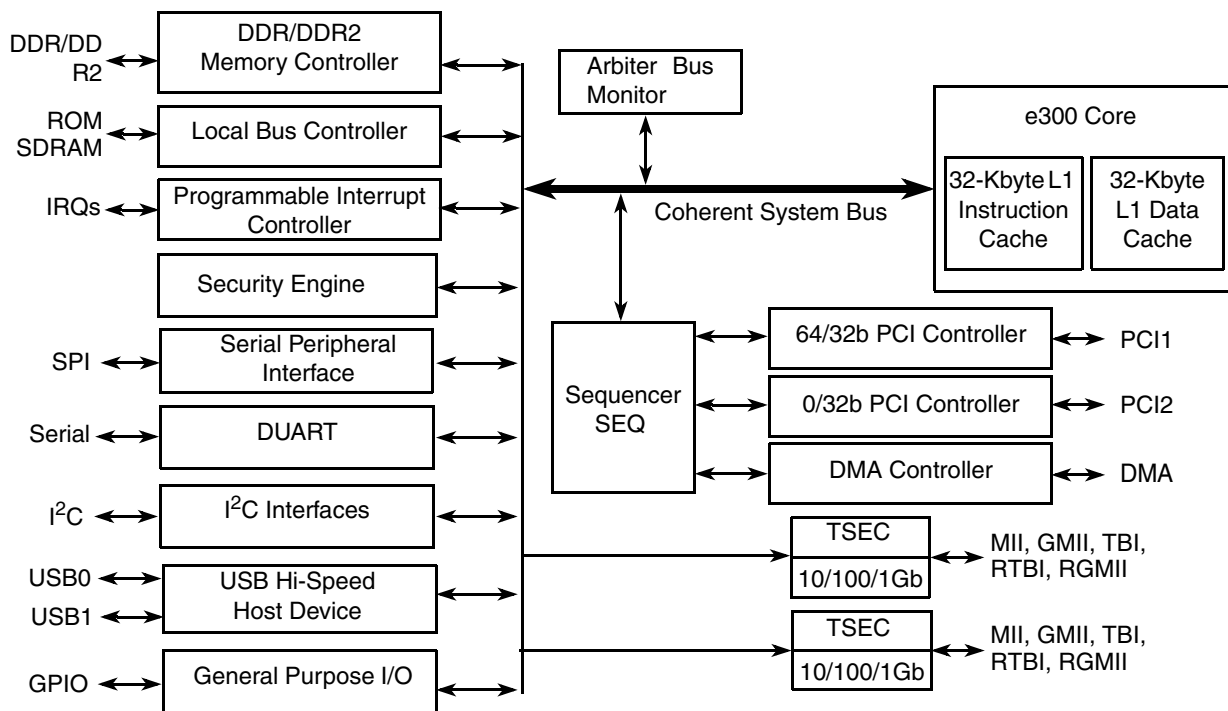 DDR/DD
R2
DDR/DDR2
Memory Controller
ROM
SDRAM
Local Bus Controller
IRQs
Programmable Interrupt
Controller
Security Engine
SPI
Serial Peripheral
Interface
Serial
DUART
I²C
I²C Interfaces
USB0
USB1
USB Hi-Speed
Host Device
GPIO
General Purpose I/O
Arbiter Bus
Monitor
Coherent System Bus
e300 Core
32-Kbyte L1
Instruction
Cache
32-Kbyte
L1 Data
Cache
Sequencer
SEQ
64/32b PCI Controller
PCI1
0/32b PCI Controller
PCI2
DMA Controller
DMA
TSEC
10/100/1Gb
MII, GMII, TBI,
RTBI, RGMII
TSEC
10/100/1Gb
MII, GMII, TBI,
RTBI, RGMII